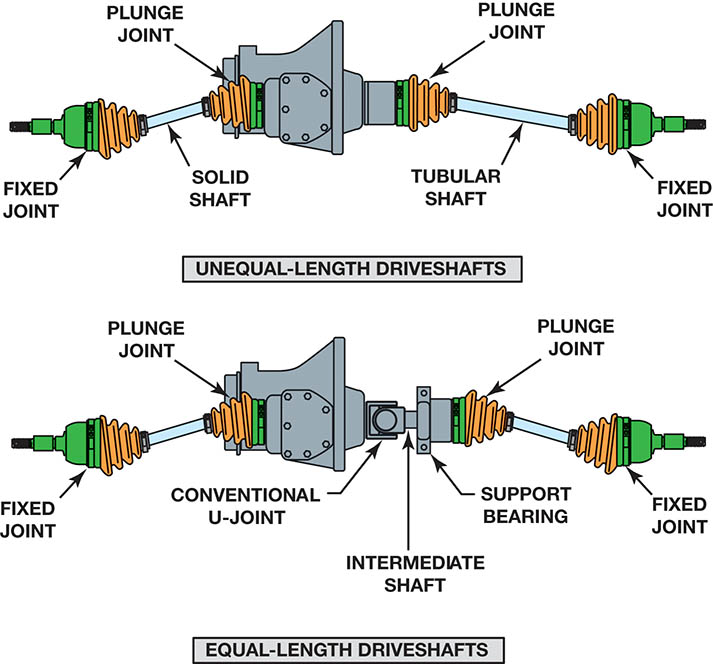 PLUNGE
JOINT
PLUNGE
JOINT
FIXED
JOINT
SOLID
SHAFT
TUBULAR
SHAFT
FIXED
JOINT
UNEQUAL-LENGTH DRIVESHAFTS
PLUNGE
JOINT
PLUNGE
JOINT
FIXED
JOINT
CONVENTIONAL
U-JOINT
SUPPORT
BEARING
FIXED
JOINT
INTERMEDIATE
SHAFT
EQUAL-LENGTH DRIVESHAFTS